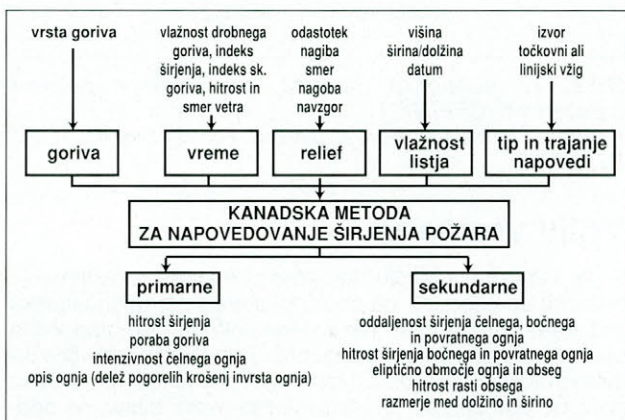 vrsta goriva
vlažnost drobnega
goriva, indeks
širjenja, indeks sk.
goriva, hitrost in
smer vetra
odastotek
nagiba
smer
nagoba
navzgor
višina
širina/dolžina
datum
izvor
točkovni ali
linijski vžig
goriva
vreme
relief
vlažnost
listja
tip in trajanje
napovedi
KANADSKA METODA
ZA NAPOVEDOVANJE ŠIRJENJA POŽARA
primarne
hitrost širjenja
poraba goriva
intenzivnost čelnega ognja
opis ognja (delež pogorelih krošenj invrsta ognja)
sekundarne
oddaljenost širjenja čelnega, bočnega
in povratnega ognja
hitrost širjenja bočnega in povratnega ognja
eliptično območje ognja in obseg
hitrost rasti obsega
razmerje med dolžino in širino